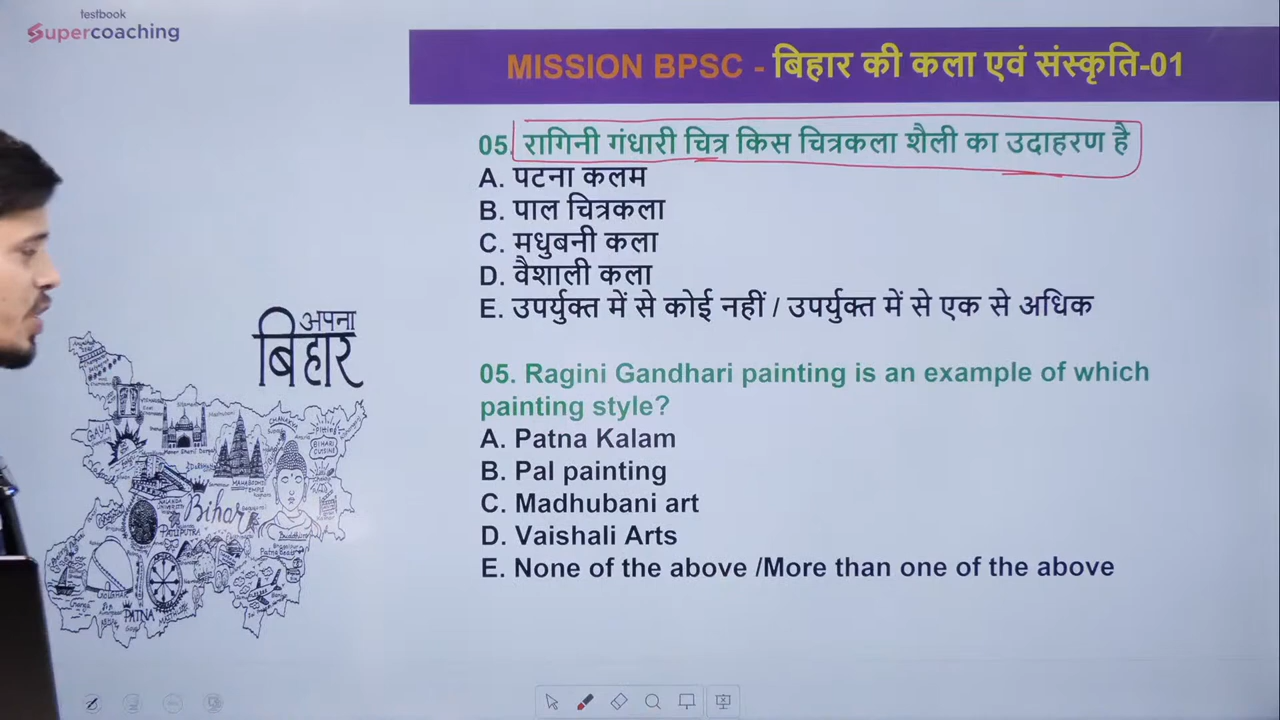 testbook
Supercoaching
MISSION BPSC - बिहार की कला एवं संस्कृति-01
05. रागिनी गंधारी चित्र किस चित्रकला शैली का उदाहरण है
A. पटना कलम
B. पाल चित्रकला
C. मधुबनी कला
D. वैशाली कला
E. उपर्युक्त में से कोई नहीं / उपर्युक्त में से एक से अधिक
05. Ragini Gandhari painting is an example of which
painting style?
A. Patna Kalam
B. Pal painting
C. Madhubani art
D. Vaishali Arts
E. None of the above /More than one of the above
अपना
बिहार
GAYA
Bihar
PATLIPUTRA
PATNA